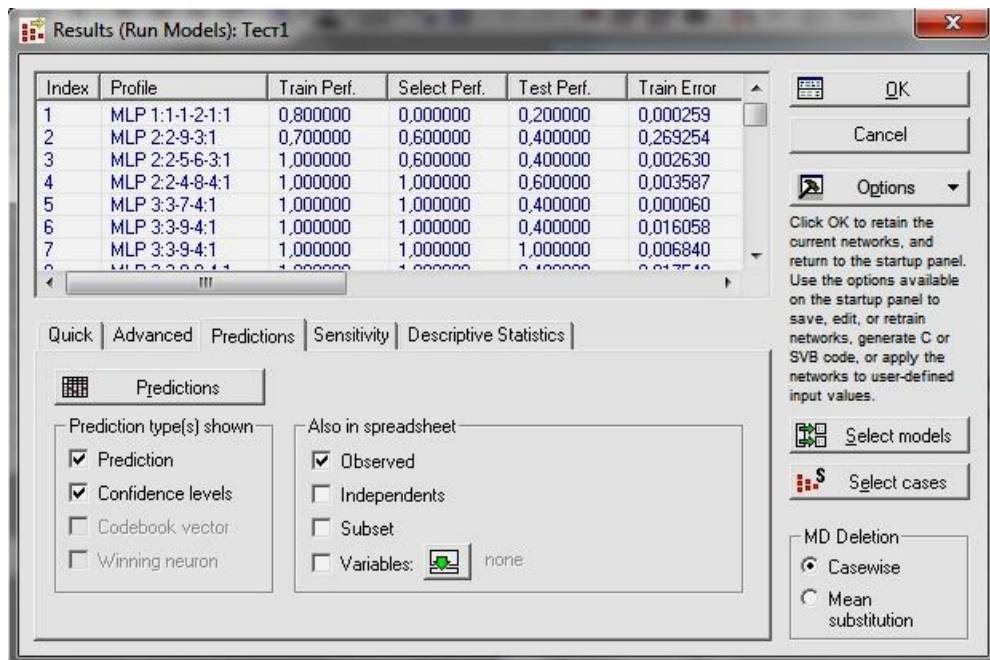 Results (Run Models): Тест1
Index Profile Train Perf. Select Perf. Test Perf. Train Error
1 MLP 1:1-1-2-1:1 0,800000 0,000000 0,200000 0,000259
2 MLP 2:2-9-3:1 0,700000 0,600000 0,400000 0,269254
3 MLP 2:2-5-6-3:1 1,000000 0,600000 0,400000 0,002630
4 MLP 2:2-4-8-4:1 1,000000 1,000000 0,600000 0,003587
5 MLP 3:3-7-4:1 1,000000 1,000000 0,400000 0,000060
6 MLP 3:3-9-4:1 1,000000 1,000000 0,400000 0,016058
7 MLP 3:3-9-4:1 1,000000 1,000000 1,000000 0,006840
OK
Cancel
Options
Click OK to retain the
current networks, and
return to the startup panel.
Use the options available
on the startup panel to
save, edit, or retrain
networks, generate C or
SVB code, or apply the
networks to user-defined
input values.
Select models
Select cases
MD Deletion
Casewise
Mean
substitution
Quick Advanced Predictions Sensitivity Descriptive Statistics
Predictions
Prediction type(s) shown
Prediction
Confidence levels
Codebook vector
Winning neuron
Also in spreadsheet
Observed
Independents
Subset
Variables: none